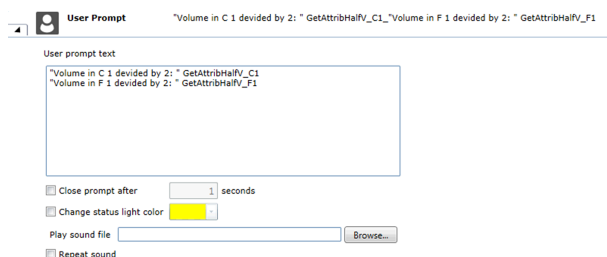 User Prompt "Volume in C 1 devided by 2: " GetAttribHalfV_C1_"Volume in F 1 devided by 2: " GetAttribHalfV_F1
User prompt text
"Volume in C 1 devided by 2: " GetAttribHalfV_C1
"Volume in F 1 devided by 2: " GetAttribHalfV_F1
Close prompt after 1 seconds
Change status light color
Play sound file Browse...
Repeat sound